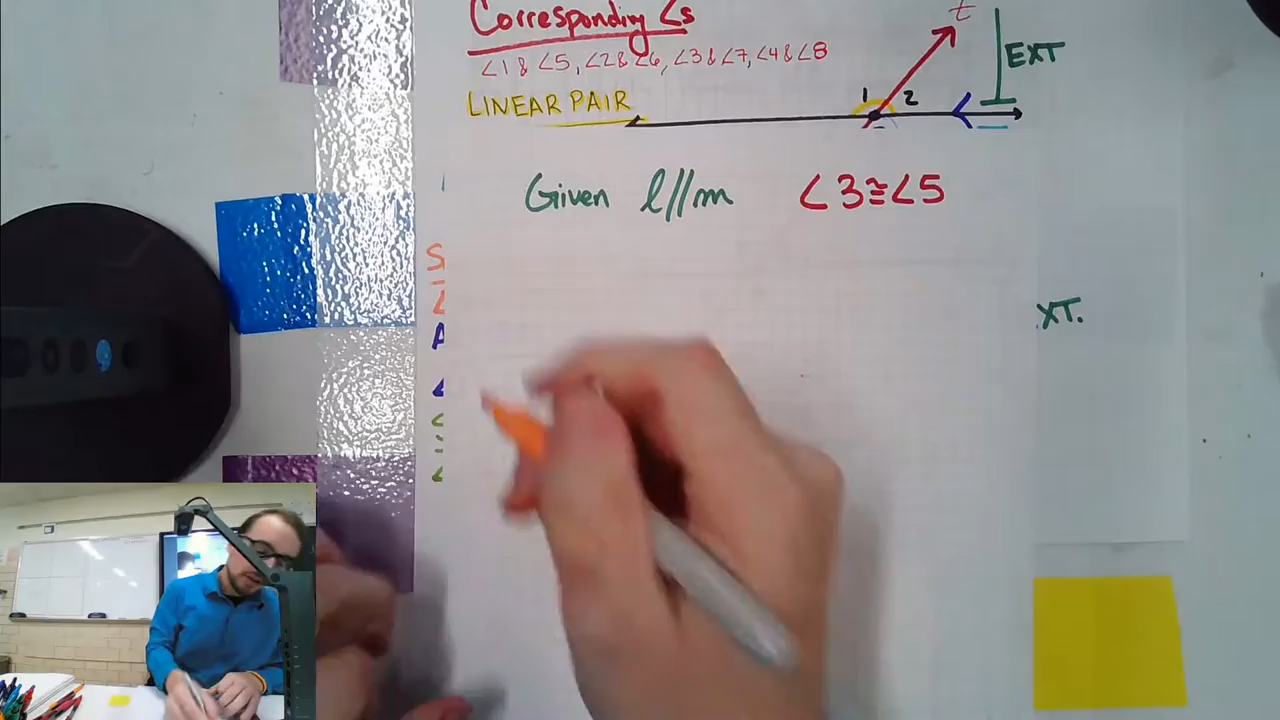 Corresponding ∠s
∠1 & ∠5, ∠2 & ∠6, ∠3 & ∠7, ∠4 & ∠8
LINEAR PAIR
t
1 2
EXT
Given l//m ∠3≅∠5
XT.